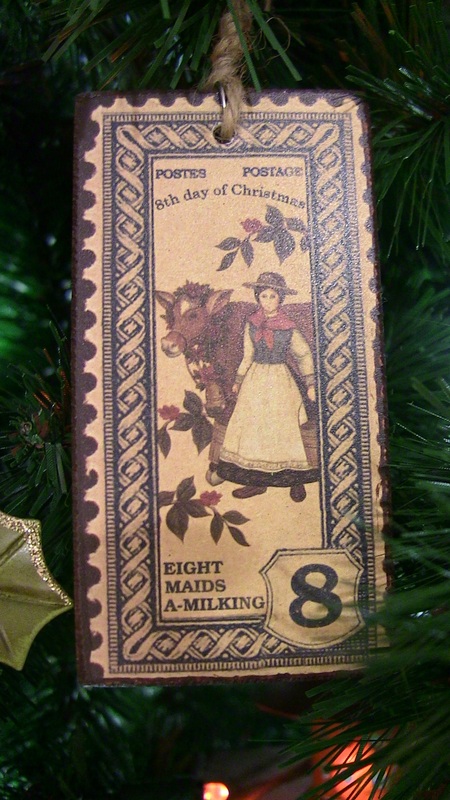 POSTES POSTAGE
8th day of Christmas
EIGHT
MAIDS
A-MILKING
8